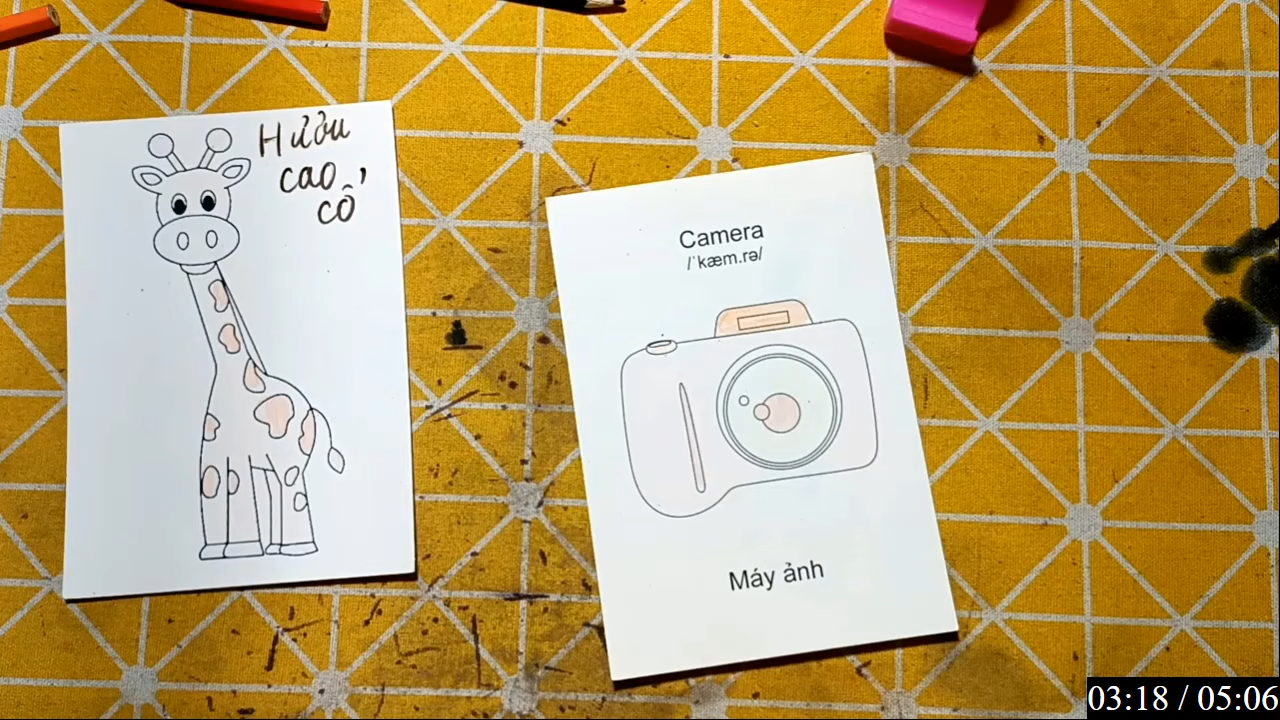 Hươu
cao
cổ
Camera
/ˈkæm.rə/
Máy ảnh
03:18 / 05:06